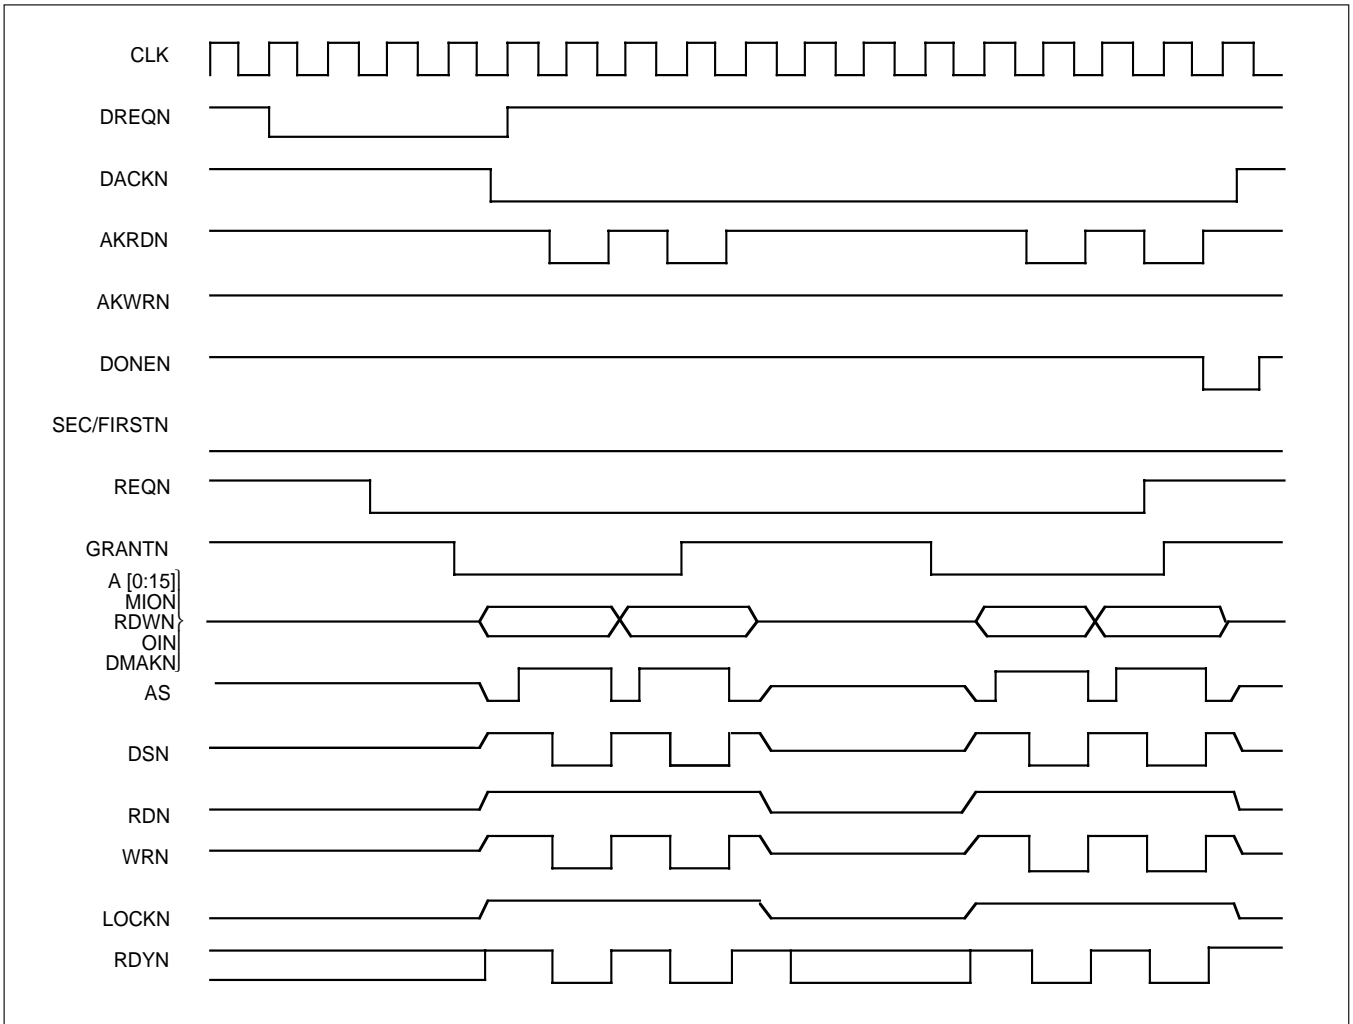 CLK
DREQN
DACKN
AKRDN
AKWRN
DONEN
SEC/FIRSTN
REQN
GRANTN
A [0:15]
MION
RDWN
OIN
DMAKN
AS
DSN
RDN
WRN
LOCKN
RDYN